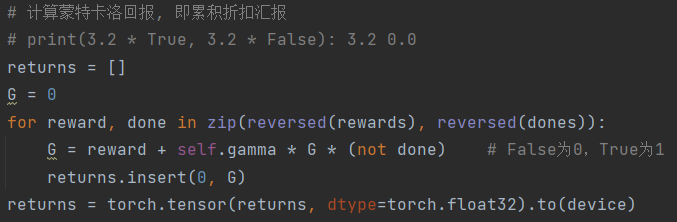 # 计算蒙特卡洛回报, 即累积折扣汇报
# print(3.2 * True, 3.2 * False): 3.2 0.0
returns = []
G = 0
for reward, done in zip(reversed(rewards), reversed(dones)):
    G = reward + self.gamma * G * (not done)    # False为0，True为1
    returns.insert(0, G)
returns = torch.tensor(returns, dtype=torch.float32).to(device)